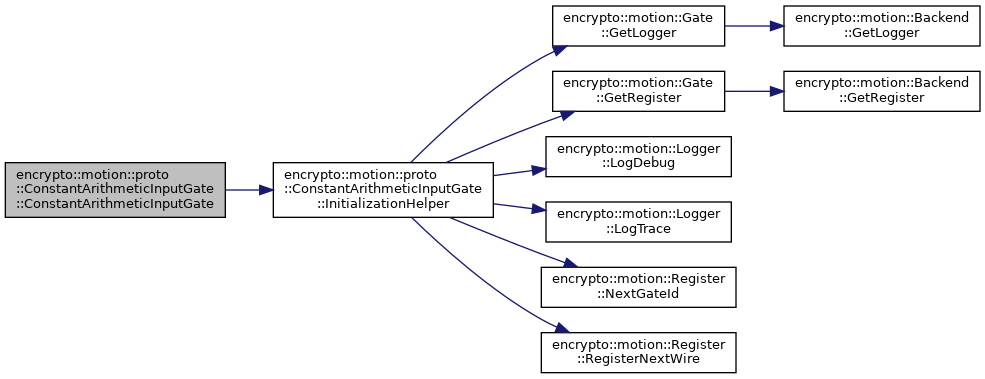 encrypto::motion::proto
::ConstantArithmeticInputGate
::ConstantArithmeticInputGate
encrypto::motion::proto
::ConstantArithmeticInputGate
::InitializationHelper
encrypto::motion::Gate
::GetLogger
encrypto::motion::Backend
::GetLogger
encrypto::motion::Gate
::GetRegister
encrypto::motion::Backend
::GetRegister
encrypto::motion::Logger
::LogDebug
encrypto::motion::Logger
::LogTrace
encrypto::motion::Register
::NextGateId
encrypto::motion::Register
::RegisterNextWire